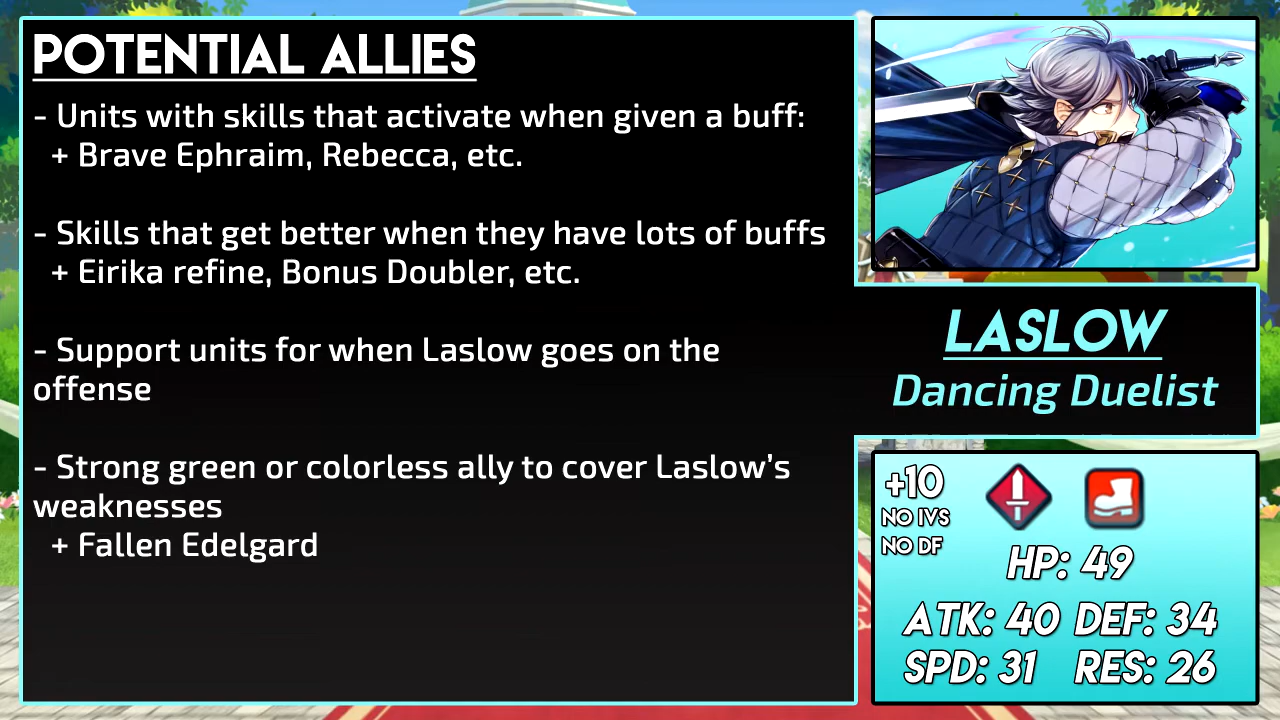 POTENTIAL ALLIES
- Units with skills that activate when given a buff:
+ Brave Ephraim, Rebecca, etc.
- Skills that get better when they have lots of buffs
+ Eirika refine, Bonus Doubler, etc.
- Support units for when Laslow goes on the
offense
- Strong green or colorless ally to cover Laslow's
weaknesses
+ Fallen Edelgard
LASLOW
Dancing Duelist
+10
NO IVS
NO DF
HP: 49
ATK: 40 DEF: 34
SPD: 31 RES: 26